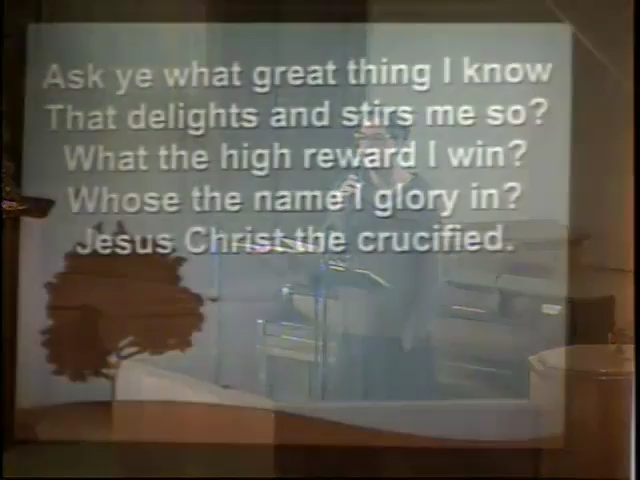 Ask ye what great thing I know
That delights and stirs me so?
What the high reward I win?
Whose the name I glory in?
Jesus Christ the crucified.